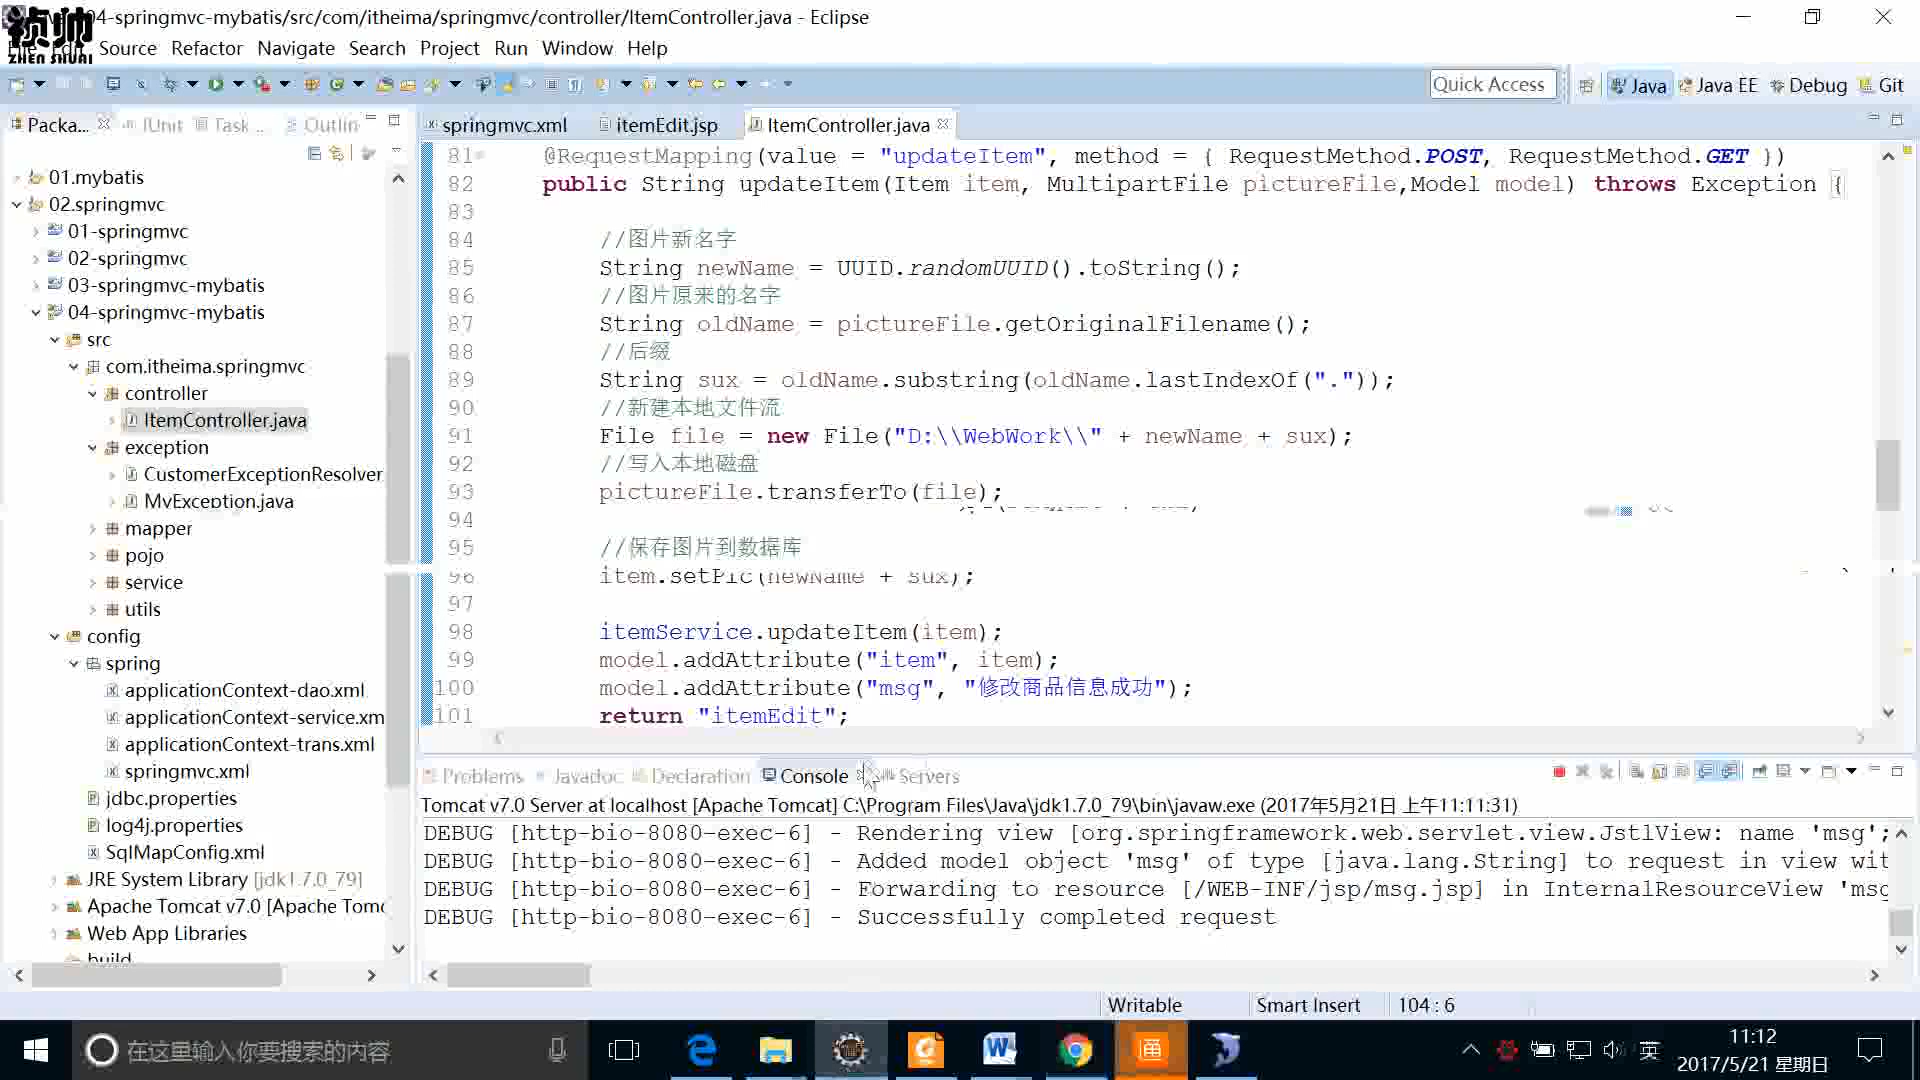 04-springmvc-mybatis/src/com/itheima/springmvc/controller/ItemController.java - Eclipse
祯帅
ZHEN SHUAI
File Edit Source Refactor Navigate Search Project Run Window Help
Quick Access
Java
Java EE
Debug
Git
Packa...
JUnit
Task ...
Outlin
springmvc.xml
itemEdit.jsp
ItemController.java
01.mybatis
02.springmvc
01-springmvc
02-springmvc
03-springmvc-mybatis
04-springmvc-mybatis
src
com.itheima.springmvc
controller
ItemController.java
exception
CustomerExceptionResolver
MyException.java
mapper
pojo
service
utils
config
spring
applicationContext-dao.xml
applicationContext-service.xm
applicationContext-trans.xml
springmvc.xml
jdbc.properties
log4j.properties
SqlMapConfig.xml
JRE System Library [jdk1.7.0_79]
Apache Tomcat v7.0 [Apache Tomc
Web App Libraries
build
81 @RequestMapping(value = "updateItem", method = { RequestMethod.POST, RequestMethod.GET })
82 public String updateItem(Item item, MultipartFile pictureFile,Model model) throws Exception {
83
84 //图片新名字
85 String newName = UUID.randomUUID().toString();
86 //图片原来的名字
87 String oldName = pictureFile.getOriginalFilename();
88 //后缀
89 String sux = oldName.substring(oldName.lastIndexOf("."));
90 //新建本地文件流
91 File file = new File("D:\\WebWork\\" + newName + sux);
92 //写入本地磁盘
93 pictureFile.transferTo(file);
94
95 //保存图片到数据库
96 item.setPic(newName + sux);
97
98 itemService.updateItem(item);
99 model.addAttribute("item", item);
100 model.addAttribute("msg", "修改商品信息成功");
101 return "itemEdit";
Problems
Javadoc
Declaration
Console
Servers
Tomcat v7.0 Server at localhost [Apache Tomcat] C:\Program Files\Java\jdk1.7.0_79\bin\javaw.exe (2017年5月21日 上午11:11:31)
DEBUG [http-bio-8080-exec-6] - Rendering view [org.springframework.web.servlet.view.JstlView: name 'msg';
DEBUG [http-bio-8080-exec-6] - Added model object 'msg' of type [java.lang.String] to request in view wit
DEBUG [http-bio-8080-exec-6] - Forwarding to resource [/WEB-INF/jsp/msg.jsp] in InternalResourceView 'msg
DEBUG [http-bio-8080-exec-6] - Successfully completed request
Writable
Smart Insert
104 : 6
在这里输入你要搜索的内容
英
11:12
2017/5/21 星期日